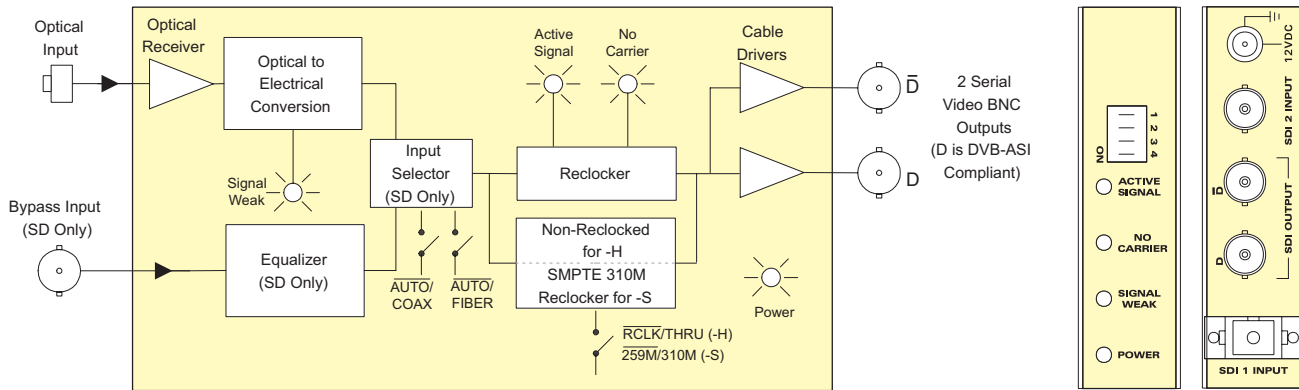 Optical
Input
Optical
Receiver
Optical to
Electrical
Conversion
Signal
Weak
Bypass Input
(SD Only)
Equalizer
(SD Only)
Input
Selector
(SD Only)
AUTO/
COAX
AUTO/
FIBER
Active
Signal
No
Carrier
Reclocker
Non-Reclocked
for -H
SMPTE 310M
Reclocker for -S
RCLK/THRU (-H)
259M/310M (-S)
Power
Cable
Drivers
D
D
2 Serial
Video BNC
Outputs
(D is DVB-ASI
Compliant)
1
2
3
4
NO
ACTIVE
SIGNAL
NO
CARRIER
SIGNAL
WEAK
POWER
12VDC
SDI 2 INPUT
D
D
SDI OUTPUT
SDI 1 INPUT